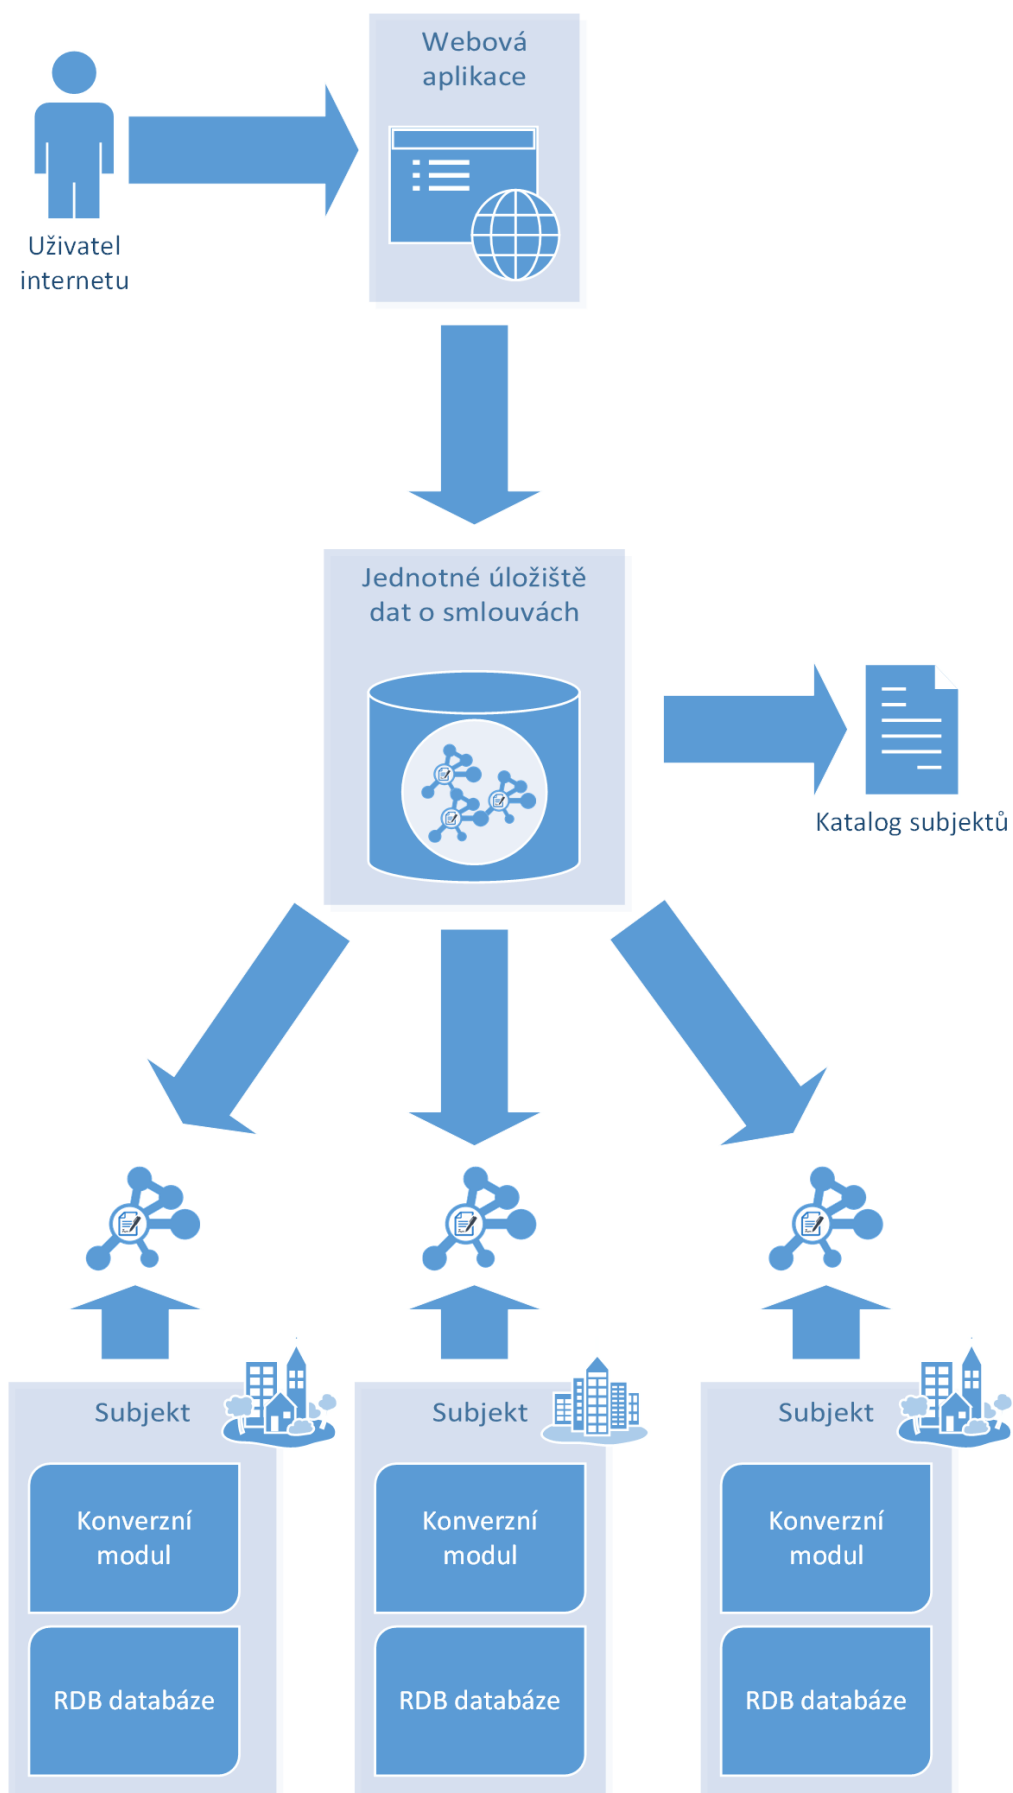 Webová
aplikace
Uživatel
internetu
Jednotné úložiště
dat o smlouvách
Katalog subjektů
Subjekt
Subjekt
Subjekt
Konverzní
modul
Konverzní
modul
Konverzní
modul
RDB databáze
RDB databáze
RDB databáze